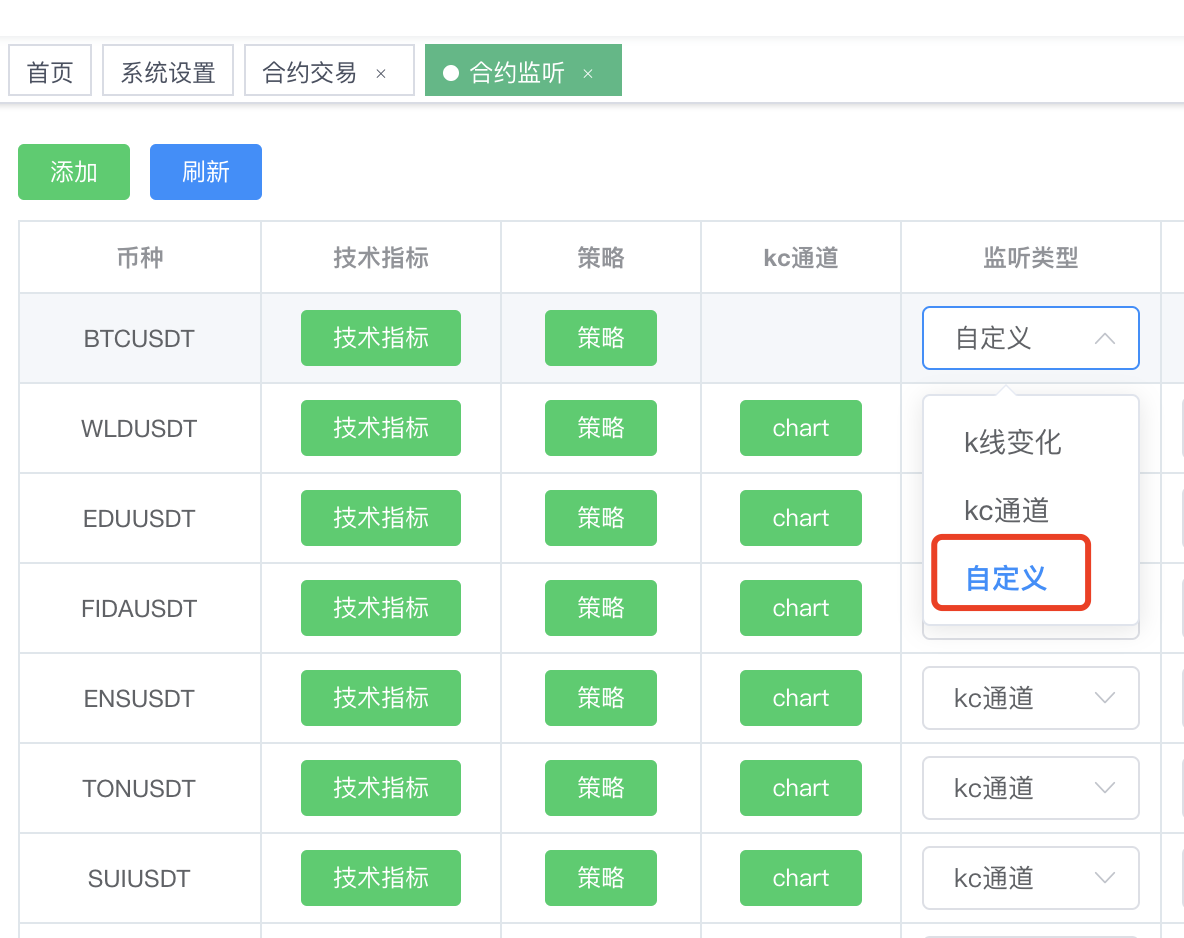 首页 系统设置 合约交易 × 合约监听 ×
添加 刷新
币种 技术指标 策略 kc通道 监听类型
BTCUSDT 技术指标 策略 自定义
WLDUSDT 技术指标 策略 chart
k线变化
EDUUSDT 技术指标 策略 chart
kc通道
FIDAUSDT 技术指标 策略 chart
自定义
ENSUSDT 技术指标 策略 chart kc通道
TONUSDT 技术指标 策略 chart kc通道
SUIUSDT 技术指标 策略 chart kc通道